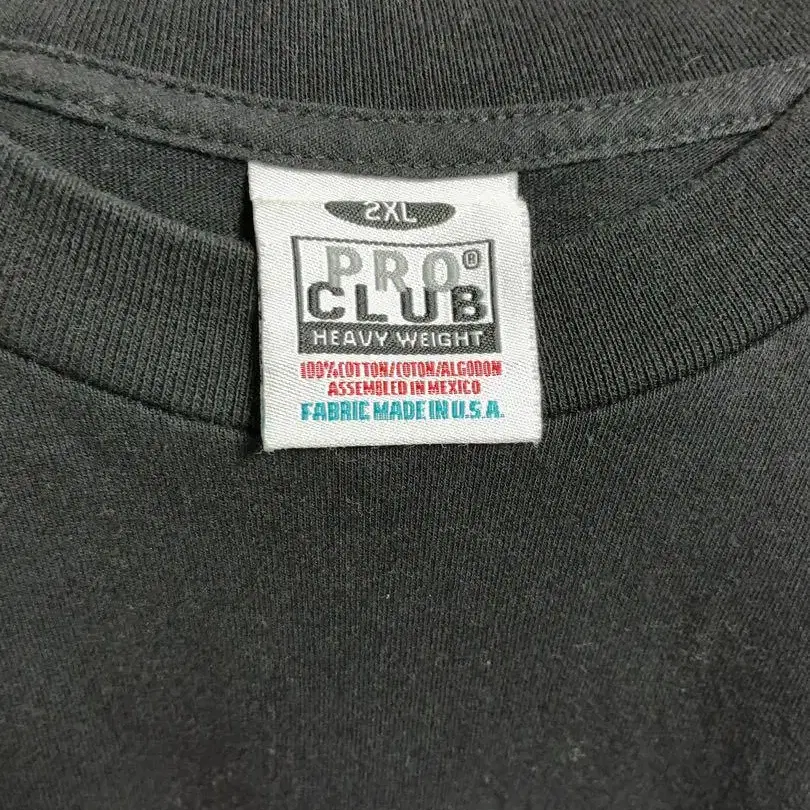 2XL
PRO®
CLUB
HEAVY WEIGHT
100%COTTON/COTON/ALGODON
ASSEMBLED IN MEXICO
FABRIC MADE IN U.S.A.